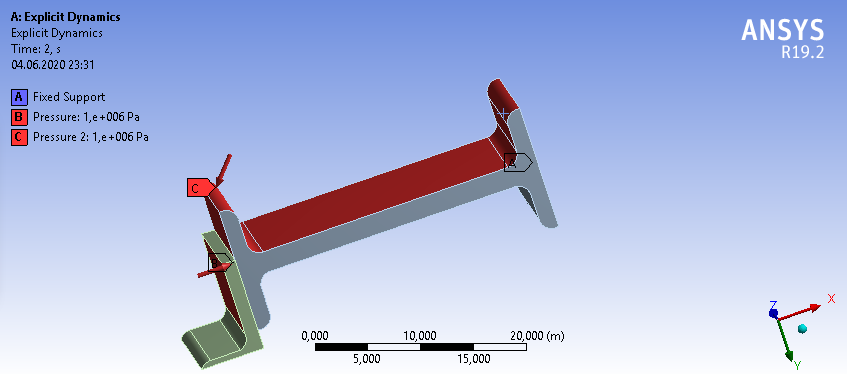 A: Explicit Dynamics
Explicit Dynamics
Time: 2, s
04.06.2020 23:31
A Fixed Support
B Pressure: 1,e+006 Pa
C Pressure 2: 1,e+006 Pa
ANSYS
R19.2
A
C
0,000 10,000 20,000 (m)
5,000 15,000
Z
X
Y